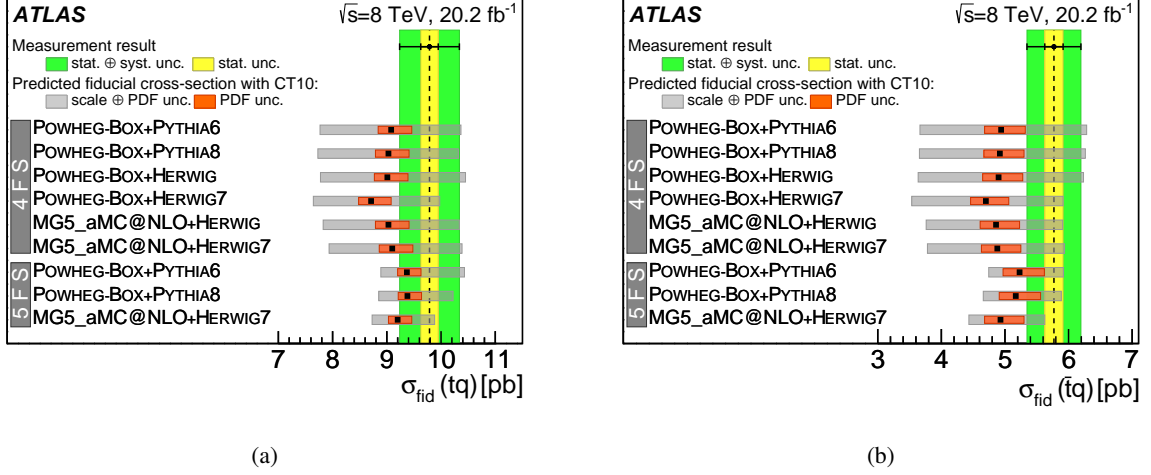 ATLAS √s=8 TeV, 20.2 fb⁻¹
Measurement result
stat. ⊕ syst. unc. stat. unc.
Predicted fiducial cross-section with CT10:
scale ⊕ PDF unc. PDF unc.
4FS
POWHEG-BOX+PYTHIA6
POWHEG-BOX+PYTHIA8
POWHEG-BOX+HERWIG
POWHEG-BOX+HERWIG7
MG5_aMC@NLO+HERWIG
MG5_aMC@NLO+HERWIG7
5FS
POWHEG-BOX+PYTHIA6
POWHEG-BOX+PYTHIA8
MG5_aMC@NLO+HERWIG7
7 8 9 10 11
σfid (tq) [pb]
(a)
ATLAS √s=8 TeV, 20.2 fb⁻¹
Measurement result
stat. ⊕ syst. unc. stat. unc.
Predicted fiducial cross-section with CT10:
scale ⊕ PDF unc. PDF unc.
4FS
POWHEG-BOX+PYTHIA6
POWHEG-BOX+PYTHIA8
POWHEG-BOX+HERWIG
POWHEG-BOX+HERWIG7
MG5_aMC@NLO+HERWIG
MG5_aMC@NLO+HERWIG7
5FS
POWHEG-BOX+PYTHIA6
POWHEG-BOX+PYTHIA8
MG5_aMC@NLO+HERWIG7
3 4 5 6 7
σfid (t̄q) [pb]
(b)